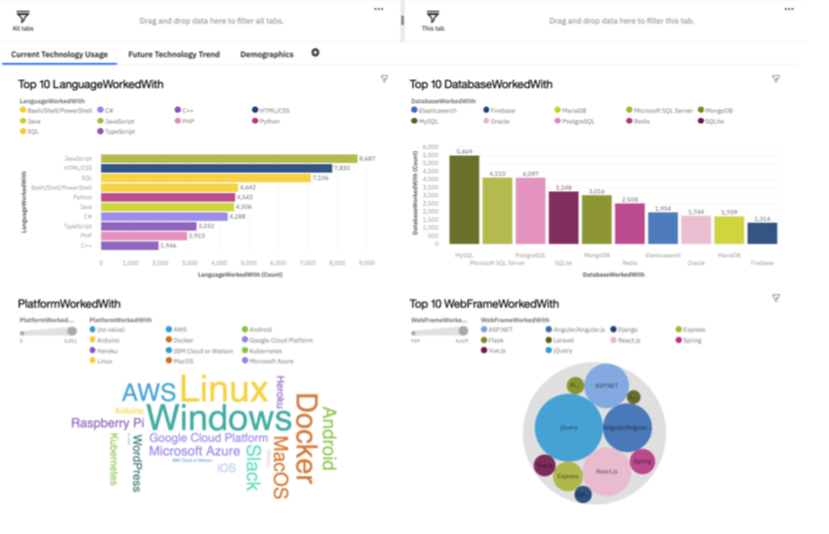 Drag and drop data here to filter all tabs.
All tabs
Drag and drop data here to filter this tab.
This tab
Current Technology Usage
Future Technology Trend
Demographics
Top 10 LanguageWorkedWith
LanguageWorkedWith
Bash/Shell/PowerShell C# C++ HTML/CSS
Java JavaScript PHP Python
SQL TypeScript
LanguageWorkedWith
JavaScript 8,687
HTML/CSS 7,830
SQL 7,106
Bash/Shell/PowerShell 4,642
Python 4,542
Java 4,506
C# 4,288
TypeScript 3,232
PHP 2,913
C++ 1,946
0 1,000 2,000 3,000 4,000 5,000 6,000 7,000 8,000 9,000
LanguageWorkedWith (Count)
Top 10 DatabaseWorkedWith
DatabaseWorkedWith
Elasticsearch Firebase MariaDB Microsoft SQL Server MongoDB
MySQL Oracle PostgreSQL Redis SQLite
DatabaseWorkedWith (Count)
6,000
5,500
5,000
4,500
4,000
3,500
3,000
2,500
2,000
1,500
1,000
500
0
5,469 4,110 4,097 3,248 3,016 2,508 1,954 1,744 1,709 1,314
MySQL PostgreSQL MongoDB Elasticsearch MariaDB
Microsoft SQL Server SQLite Redis Oracle Firebase
DatabaseWorkedWith
PlatformWorkedWith
PlatformWorked...
0
PlatformWorkedWith
(no value) AWS Android
Arduino Docker Google Cloud Platform
Heroku IBM Cloud or Watson Kubernetes
Linux MacOS Microsoft Azure
AWS
Linux
Heroku
Arduino
Windows
Docker
Android
Raspberry Pi
Kubernetes
WordPress
Google Cloud Platform
Microsoft Azure
IBM Cloud or Watson
iOS
Slack
MacOS
Top 10 WebFrameWorkedWith
WebFrameWorke...
WebFrameWorkedWith
ASP.NET Angular/Angular.js Django Express
Flask Laravel React.js Spring
Vue.js jQuery
ASP.NET
jQuery
Angular/Angular...
React.js
Spring
Express